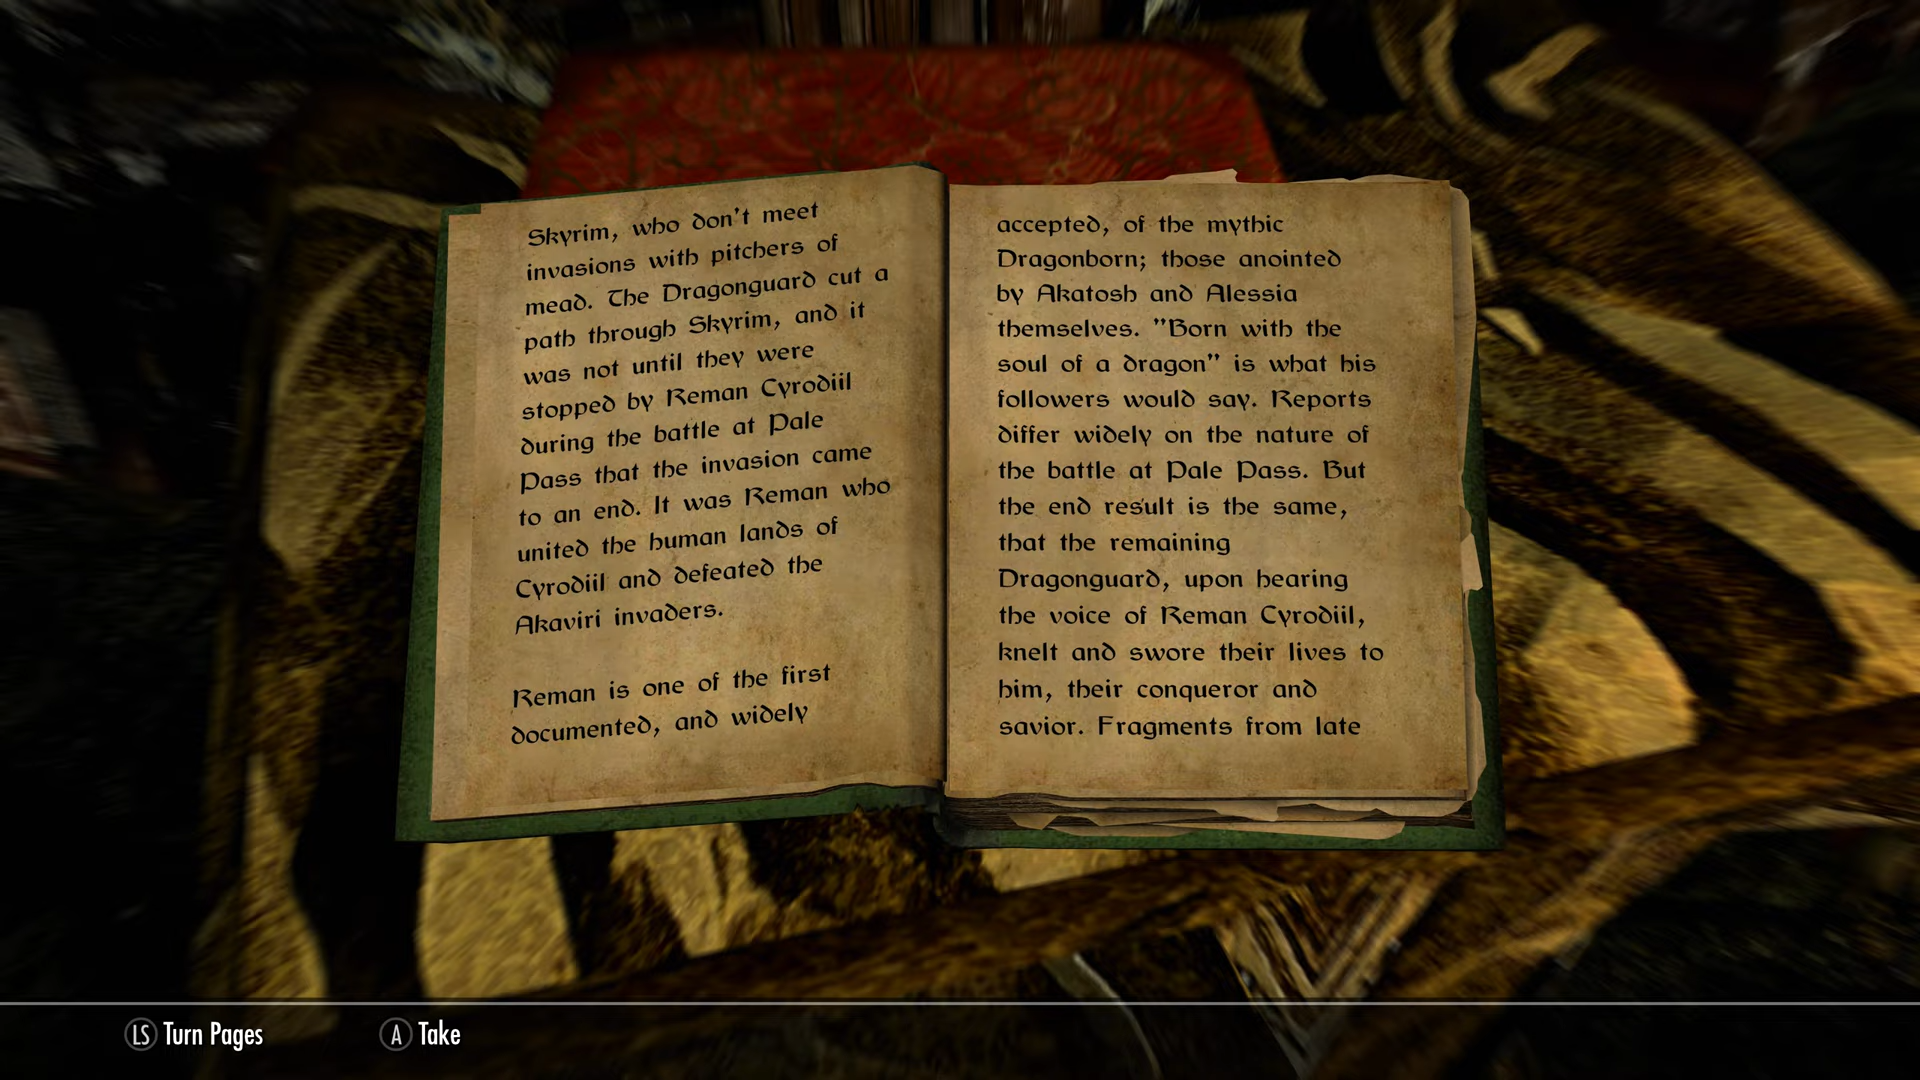 Skyrim, who don't meet
invasions with pitchers of
mead. The Dragonguard cut a
path through Skyrim, and it
was not until they were
stopped by Reman Cyrodiil
during the battle at Pale
Pass that the invasion came
to an end. It was Reman who
united the human lands of
Cyrodiil and defeated the
Akaviri invaders.
Reman is one of the first
documented, and widely
accepted, of the mythic
Dragonborn; those anointed
by Akatosh and Alessia
themselves. "Born with the
soul of a dragon" is what his
followers would say. Reports
differ widely on the nature of
the battle at Pale Pass. But
the end result is the same,
that the remaining
Dragonguard, upon hearing
the voice of Reman Cyrodiil,
knelt and swore their lives to
him, their conqueror and
savior. Fragments from late
LS Turn Pages
A Take